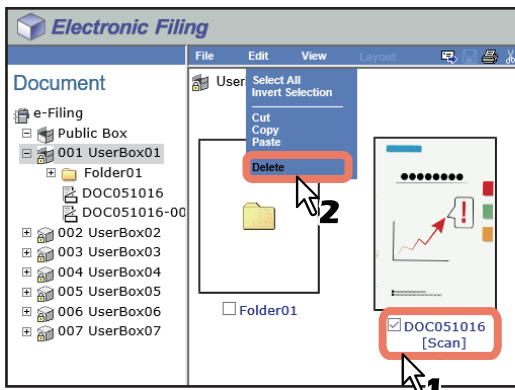 Electronic Filing
File Edit View Layout
Document
User
Select All
Invert Selection
Cut
Copy
Paste
Delete
2
e-Filing
Public Box
001 UserBox01
Folder01
DOC051016
DOC051016-00
002 UserBox02
003 UserBox03
004 UserBox04
005 UserBox05
006 UserBox06
007 UserBox07
!
Folder01
DOC051016
[Scan]
1